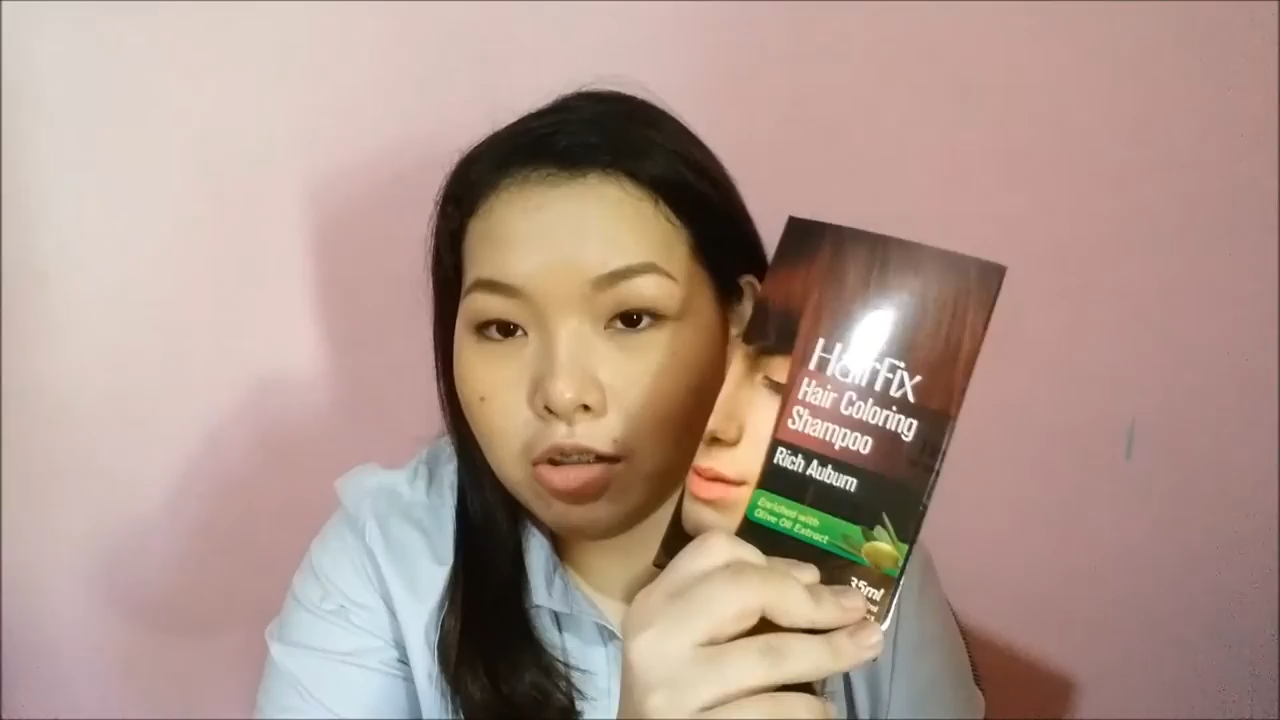 HairFix
Hair Coloring
Shampoo
Rich Auburn
Enriched with
Olive Oil Extract
35ml